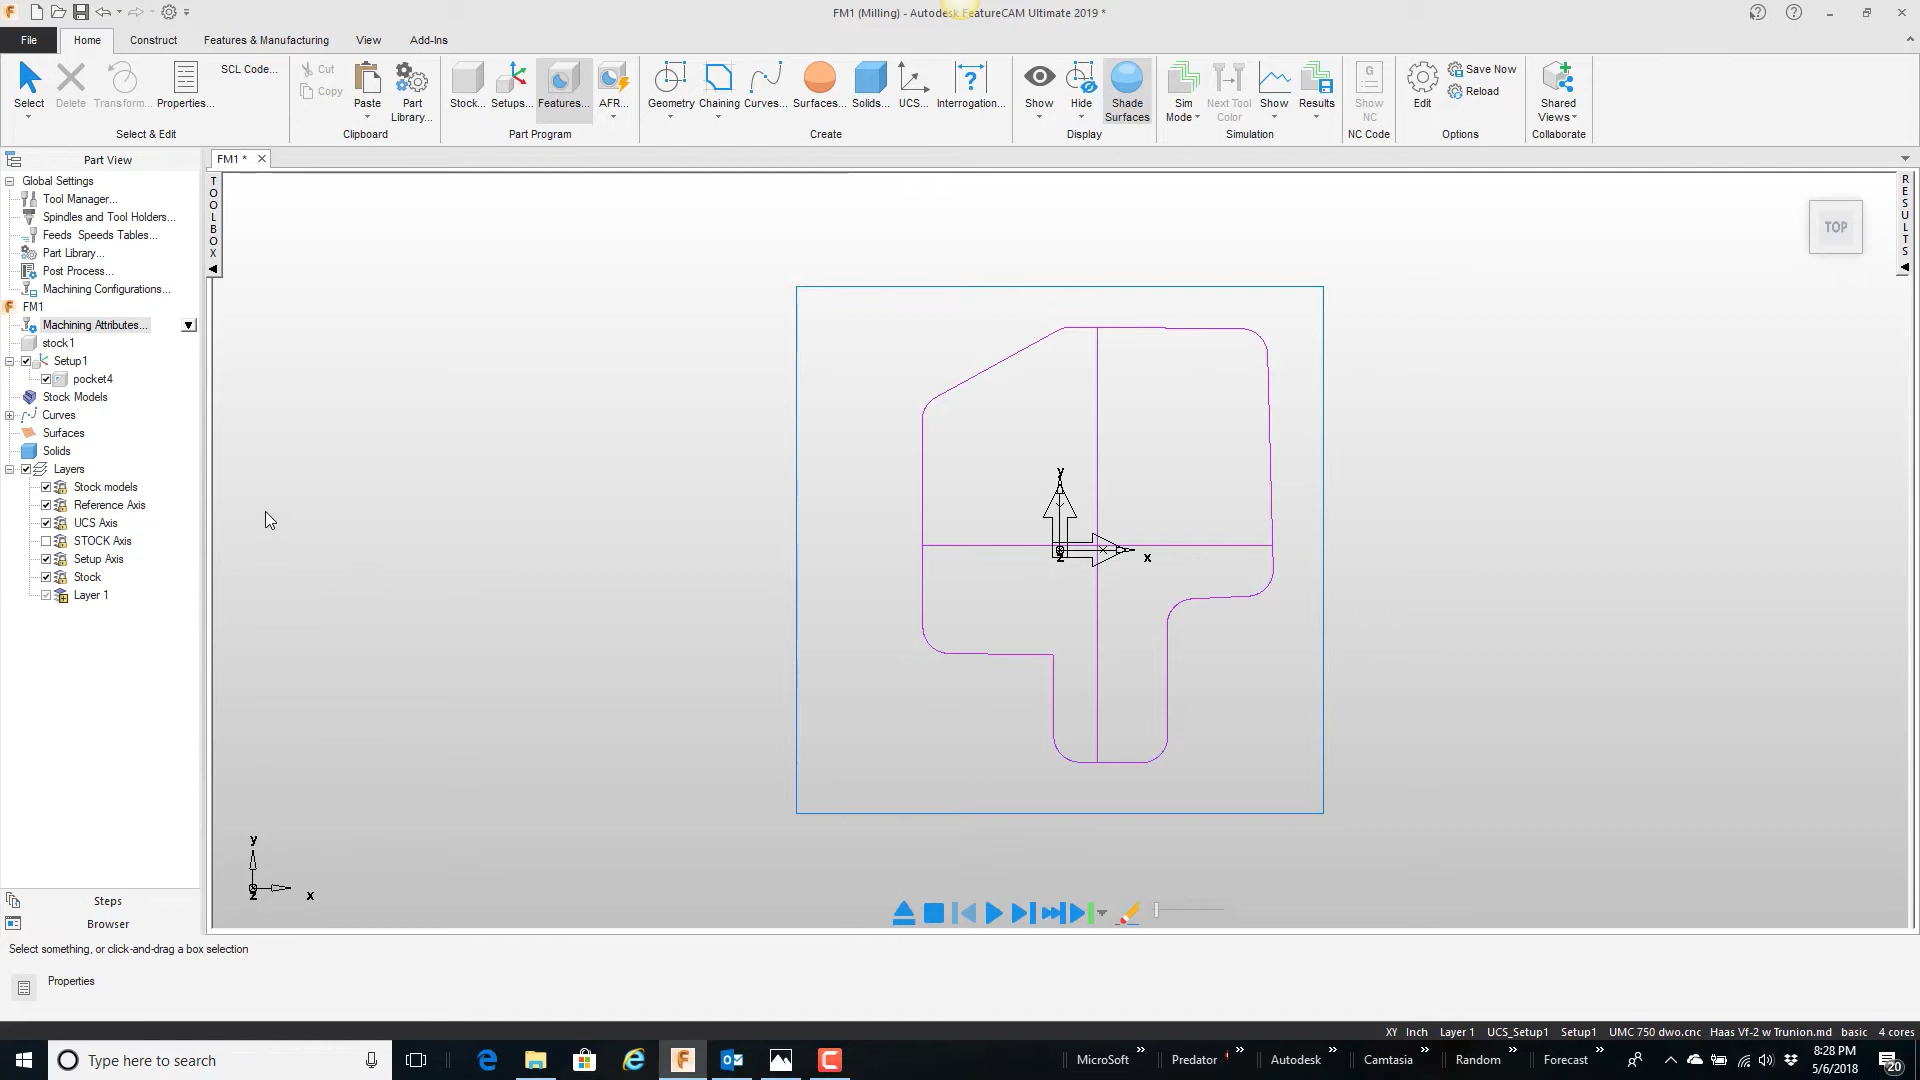 FM1 (Milling) - Autodesk FeatureCAM Ultimate 2019 *
File Home Construct Features & Manufacturing View Add-Ins
Select
Delete
Transform...
Properties...
SCL Code...
Select & Edit
Cut
Copy
Paste
Part
Library...
Clipboard
Stock...
Setups...
Features...
AFR...
Part Program
Geometry
Chaining
Curves...
Surfaces...
Solids...
UCS...
Interrogation...
Create
Show
Hide
Shade
Surfaces
Display
Sim
Mode
Next Tool
Color
Show
Results
Simulation
G
Show
NC
NC Code
Edit
Save Now
Reload
Options
Shared
Views
Collaborate
Part View
FM1 *
Global Settings
Tool Manager...
Spindles and Tool Holders...
Feeds Speeds Tables...
Part Library...
Post Process...
Machining Configurations...
FM1
Machining Attributes...
stock1
Setup1
pocket4
Stock Models
Curves
Surfaces
Solids
Layers
Stock models
Reference Axis
UCS Axis
STOCK Axis
Setup Axis
Stock
Layer 1
TOOLBOX
RESULTS
TOP
y
x
z
y
x
z
Steps
Browser
Select something, or click-and-drag a box selection
Properties
XY Inch Layer 1 UCS_Setup1 Setup1 UMC 750 dwo.cnc Haas Vf-2 w Trunion.md basic 4 cores
Type here to search
MicroSoft
Predator
Autodesk
Camtasia
Random
Forecast
8:28 PM
5/6/2018
20